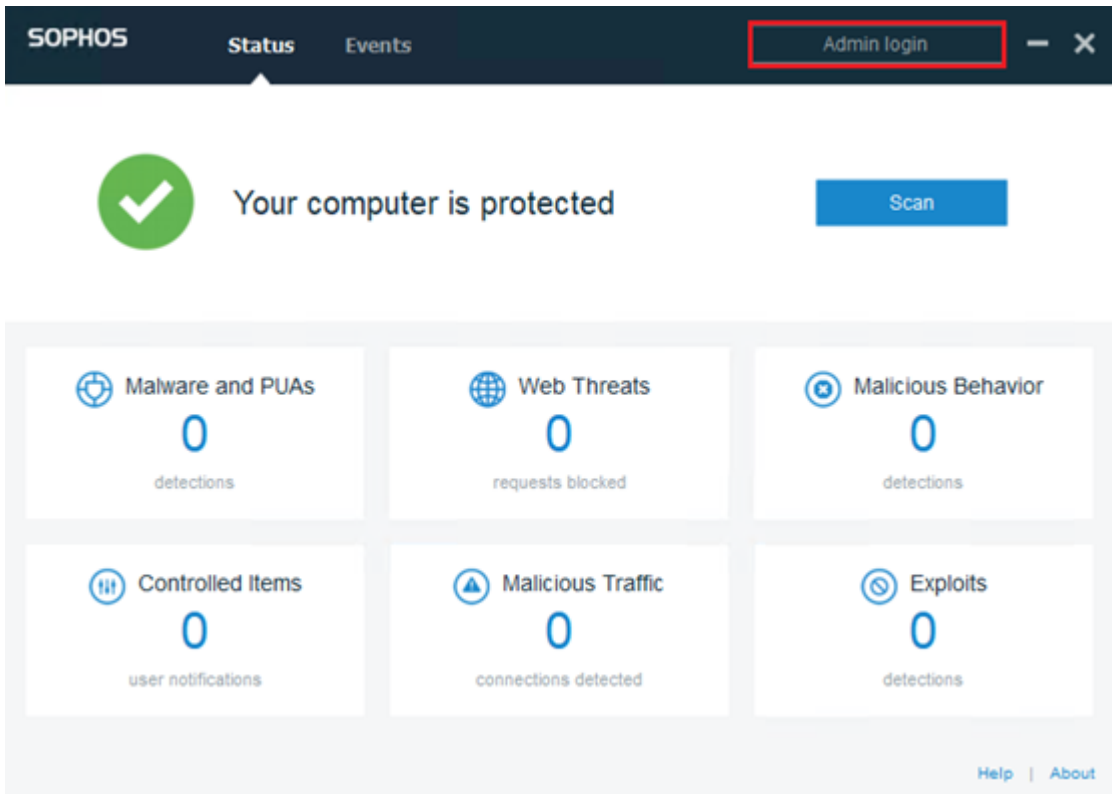 SOPHOS Status Events Admin login
Your computer is protected Scan
Malware and PUAs
0
detections
Web Threats
0
requests blocked
Malicious Behavior
0
detections
Controlled Items
0
user notifications
Malicious Traffic
0
connections detected
Exploits
0
detections
Help | About